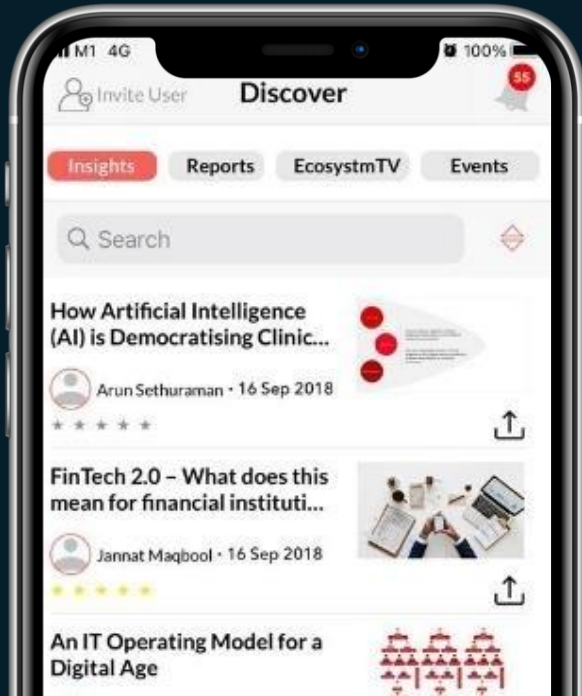 M1 4G
100%
Invite User
Discover
55
Insights
Reports
EcosystmTV
Events
Search
How Artificial Intelligence
(AI) is Democratising Clinic...
Arun Sethuraman · 16 Sep 2018
FinTech 2.0 – What does this
mean for financial instituti...
Jannat Maqbool · 16 Sep 2018
An IT Operating Model for a
Digital Age